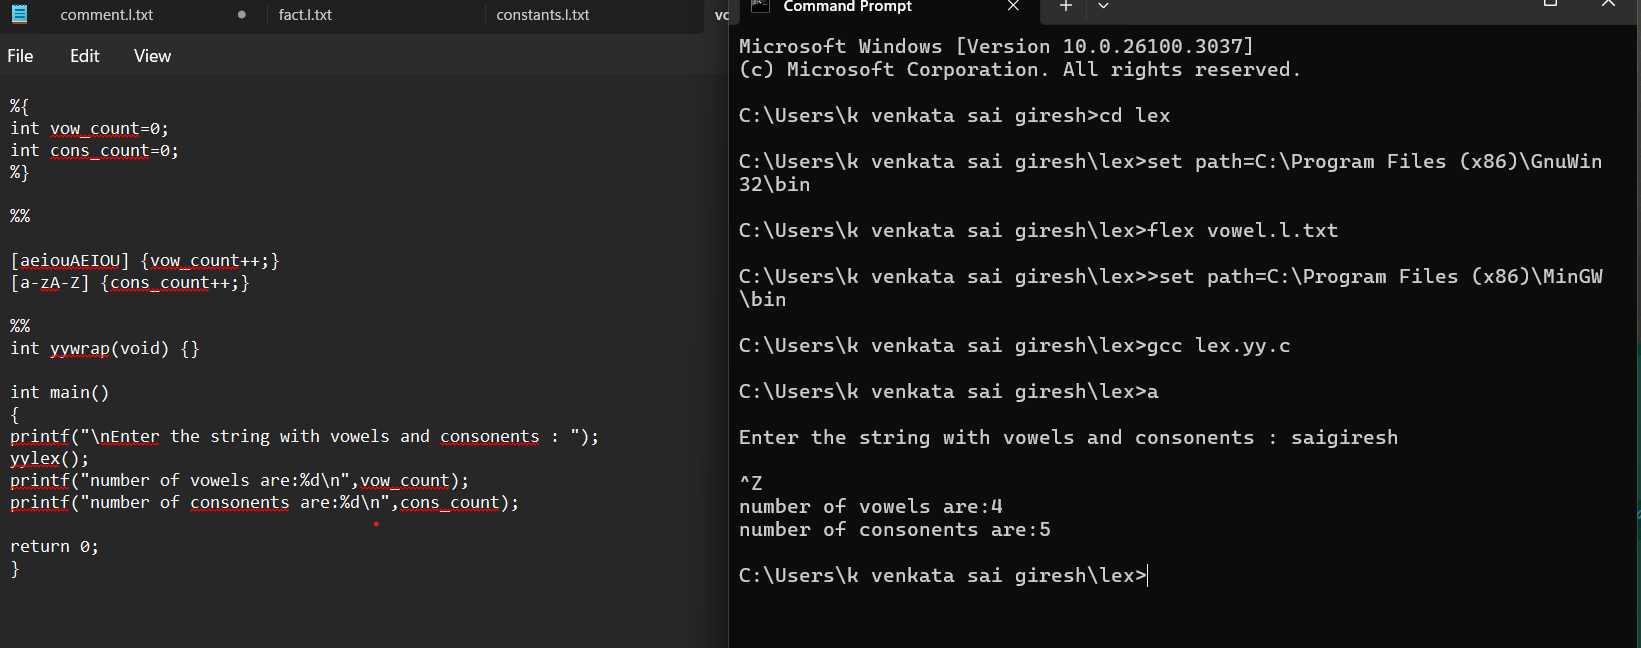 comment.l.txt
fact.l.txt
constants.l.txt
File Edit View
%{
int vow_count=0;
int cons_count=0;
%}
%%
[aeiouAEIOU] {vow_count++;}
[a-zA-Z] {cons_count++;}
%%
int yywrap(void) {}
int main()
{
printf("\nEnter the string with vowels and consonents : ");
yylex();
printf("number of vowels are:%d\n",vow_count);
printf("number of consonents are:%d\n",cons_count);
return 0;
}
Command Prompt
Microsoft Windows [Version 10.0.26100.3037]
(c) Microsoft Corporation. All rights reserved.
C:\Users\k venkata sai giresh>cd lex
C:\Users\k venkata sai giresh\lex>set path=C:\Program Files (x86)\GnuWin
32\bin
C:\Users\k venkata sai giresh\lex>flex vowel.l.txt
C:\Users\k venkata sai giresh\lex>>set path=C:\Program Files (x86)\MinGW
\bin
C:\Users\k venkata sai giresh\lex>gcc lex.yy.c
C:\Users\k venkata sai giresh\lex>a
Enter the string with vowels and consonents : saigiresh
^Z
number of vowels are:4
number of consonents are:5
C:\Users\k venkata sai giresh\lex>